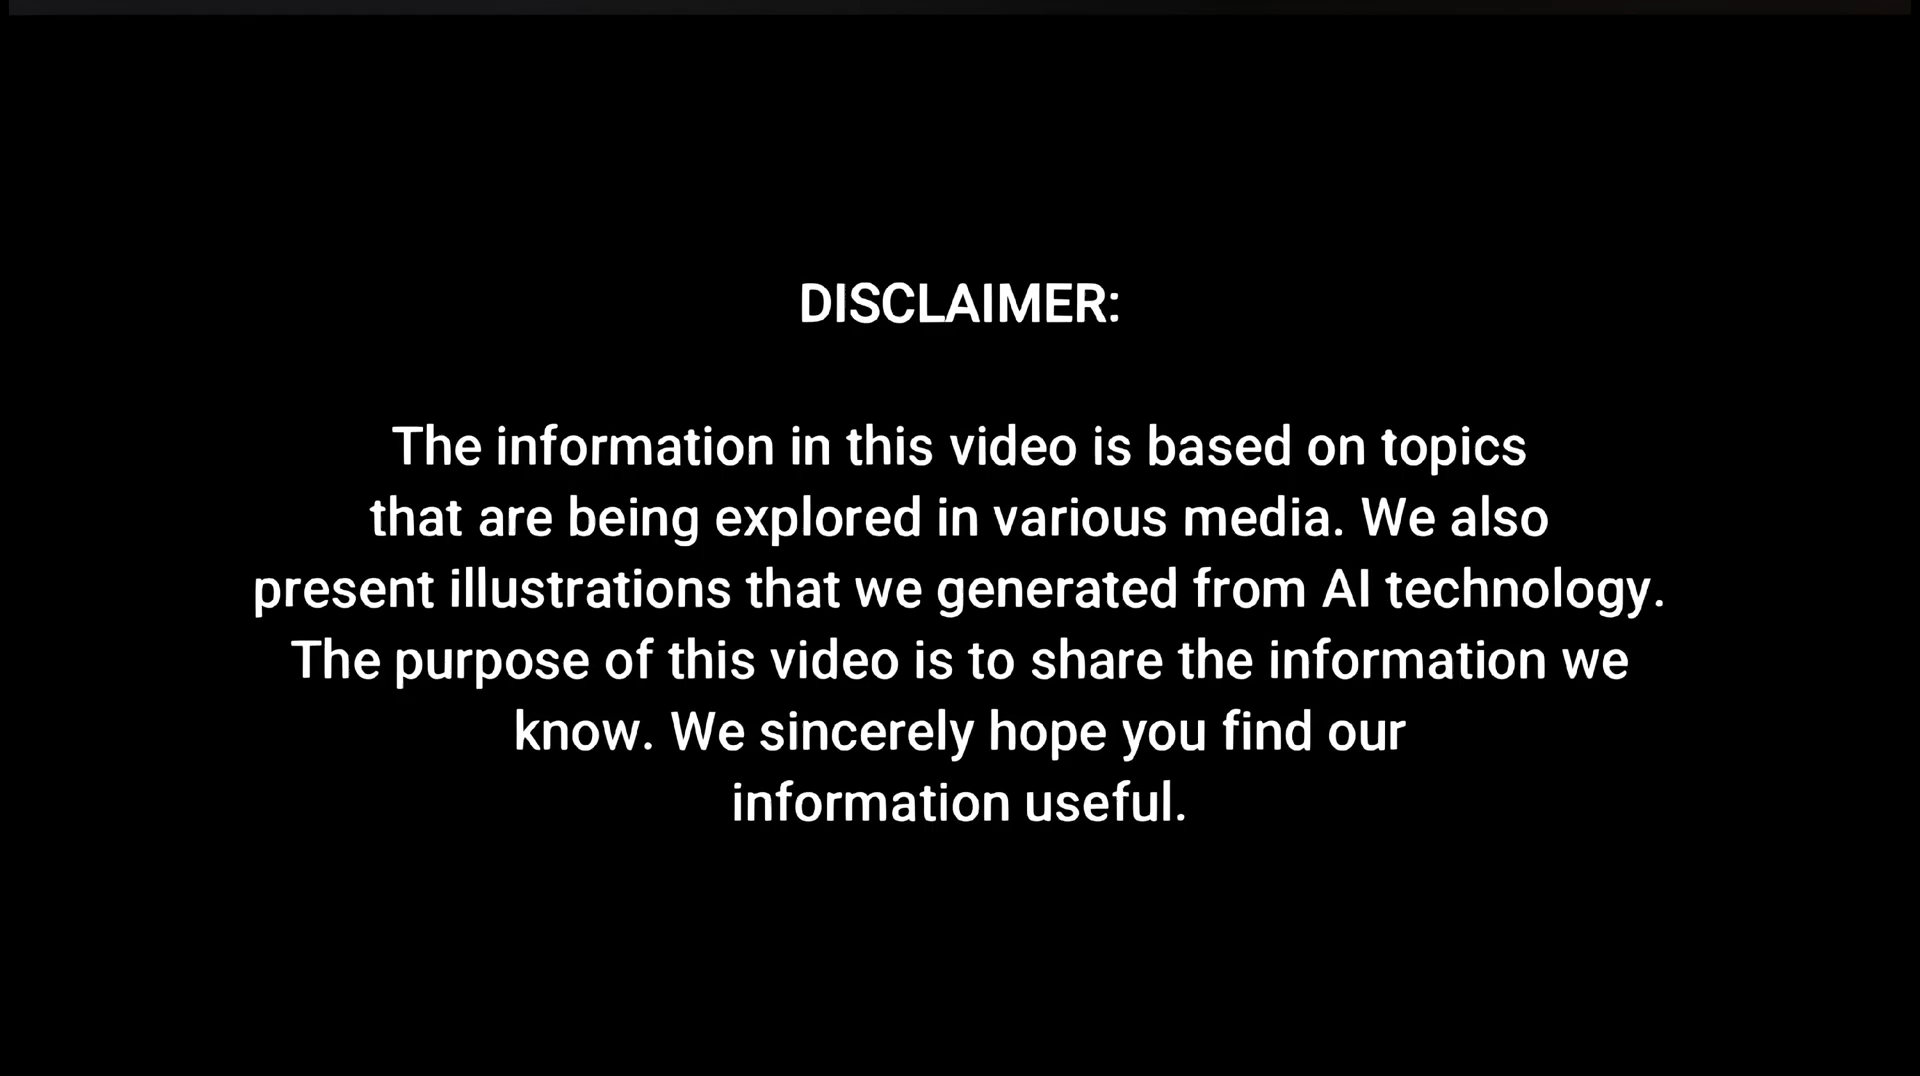 DISCLAIMER:
The information in this video is based on topics
that are being explored in various media. We also
present illustrations that we generated from AI technology.
The purpose of this video is to share the information we
know. We sincerely hope you find our
information useful.